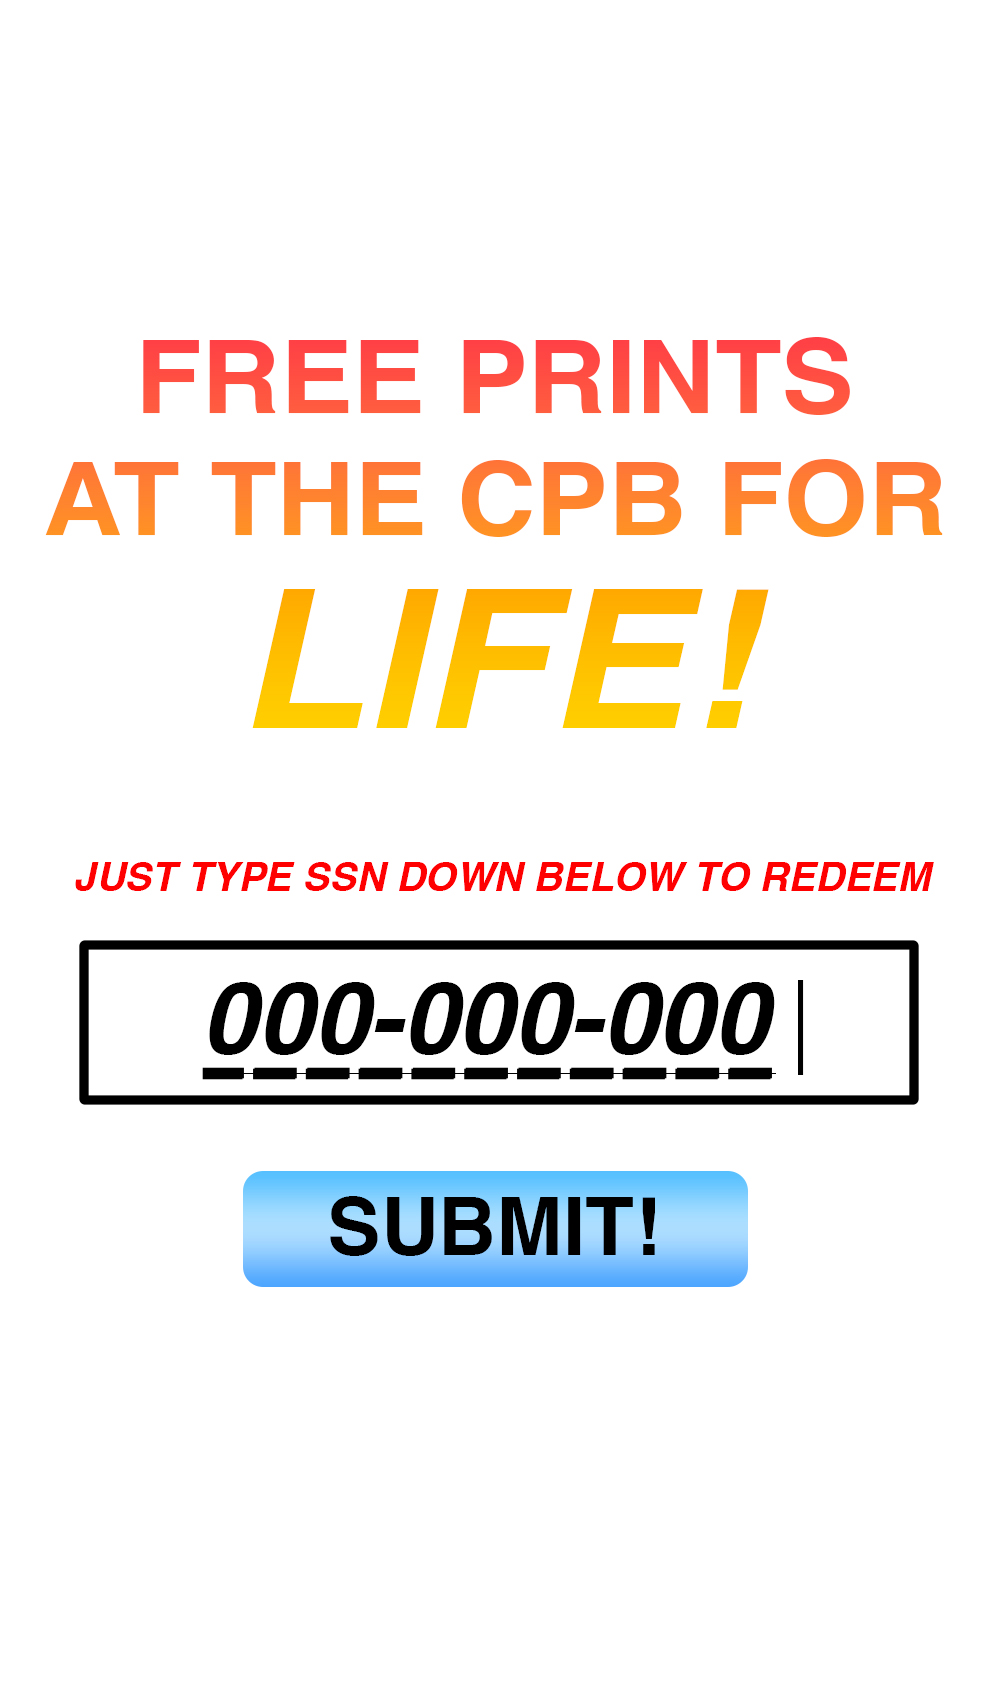 FREE PRINTS
AT THE CPB FOR
LIFE!
JUST TYPE SSN DOWN BELOW TO REDEEM
000-000-000
SUBMIT!